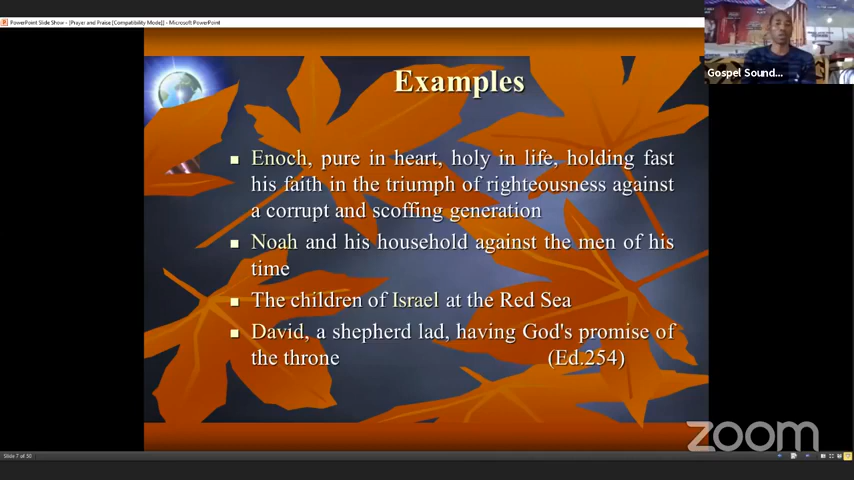 PowerPoint Slide Show - [Prayer and Praise [Compatibility Mode]] - Microsoft PowerPoint
Gospel Sound...
Examples
Enoch, pure in heart, holy in life, holding fast
his faith in the triumph of righteousness against
a corrupt and scoffing generation
Noah and his household against the men of his
time
The children of Israel at the Red Sea
David, a shepherd lad, having God's promise of
the throne (Ed.254)
zoom
Slide 7 of 50